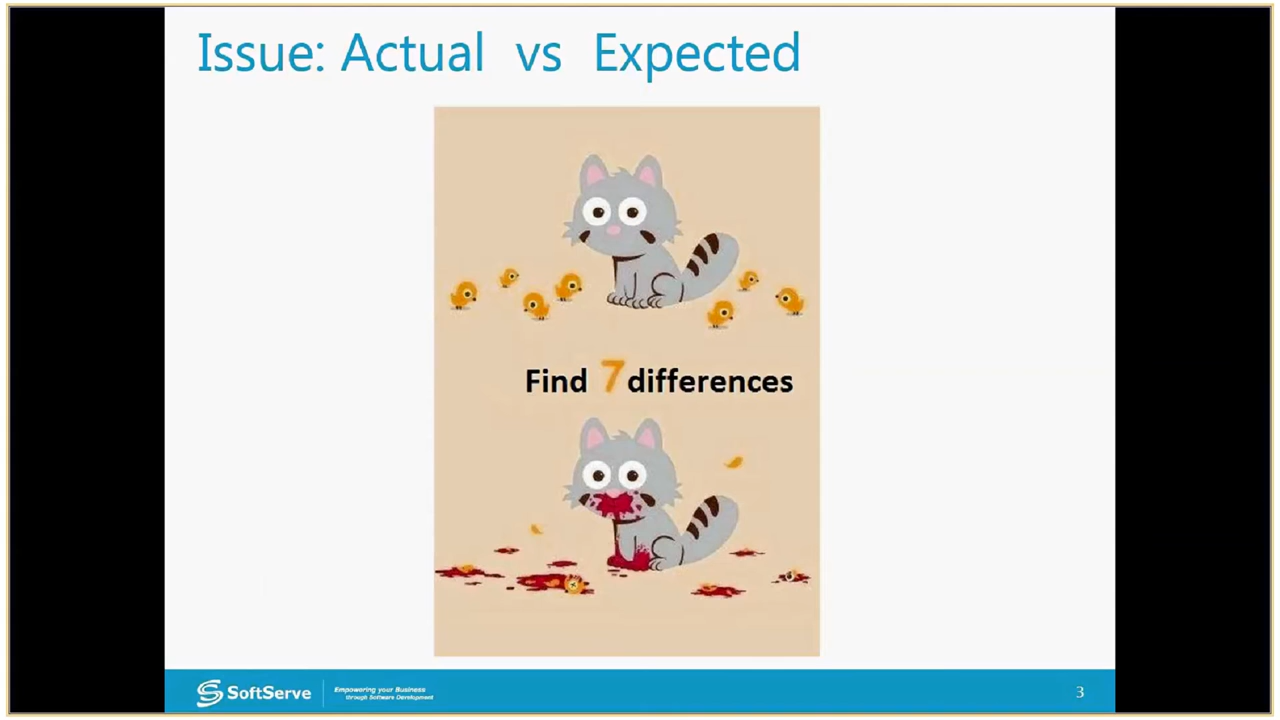 Issue: Actual vs Expected
Find 7 differences
SoftServe
Empowering your Business
through Software Development
3